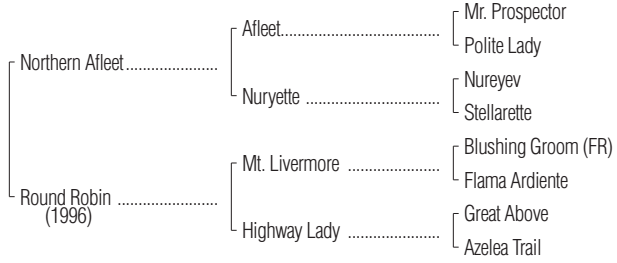 Mr. Prospector
Afleet
Polite Lady
Northern Afleet
Nureyev
Nuryette
Stellarette
Blushing Groom (FR)
Mt. Livermore
Flama Ardiente
Round Robin
(1996)
Great Above
Highway Lady
Azelea Trail